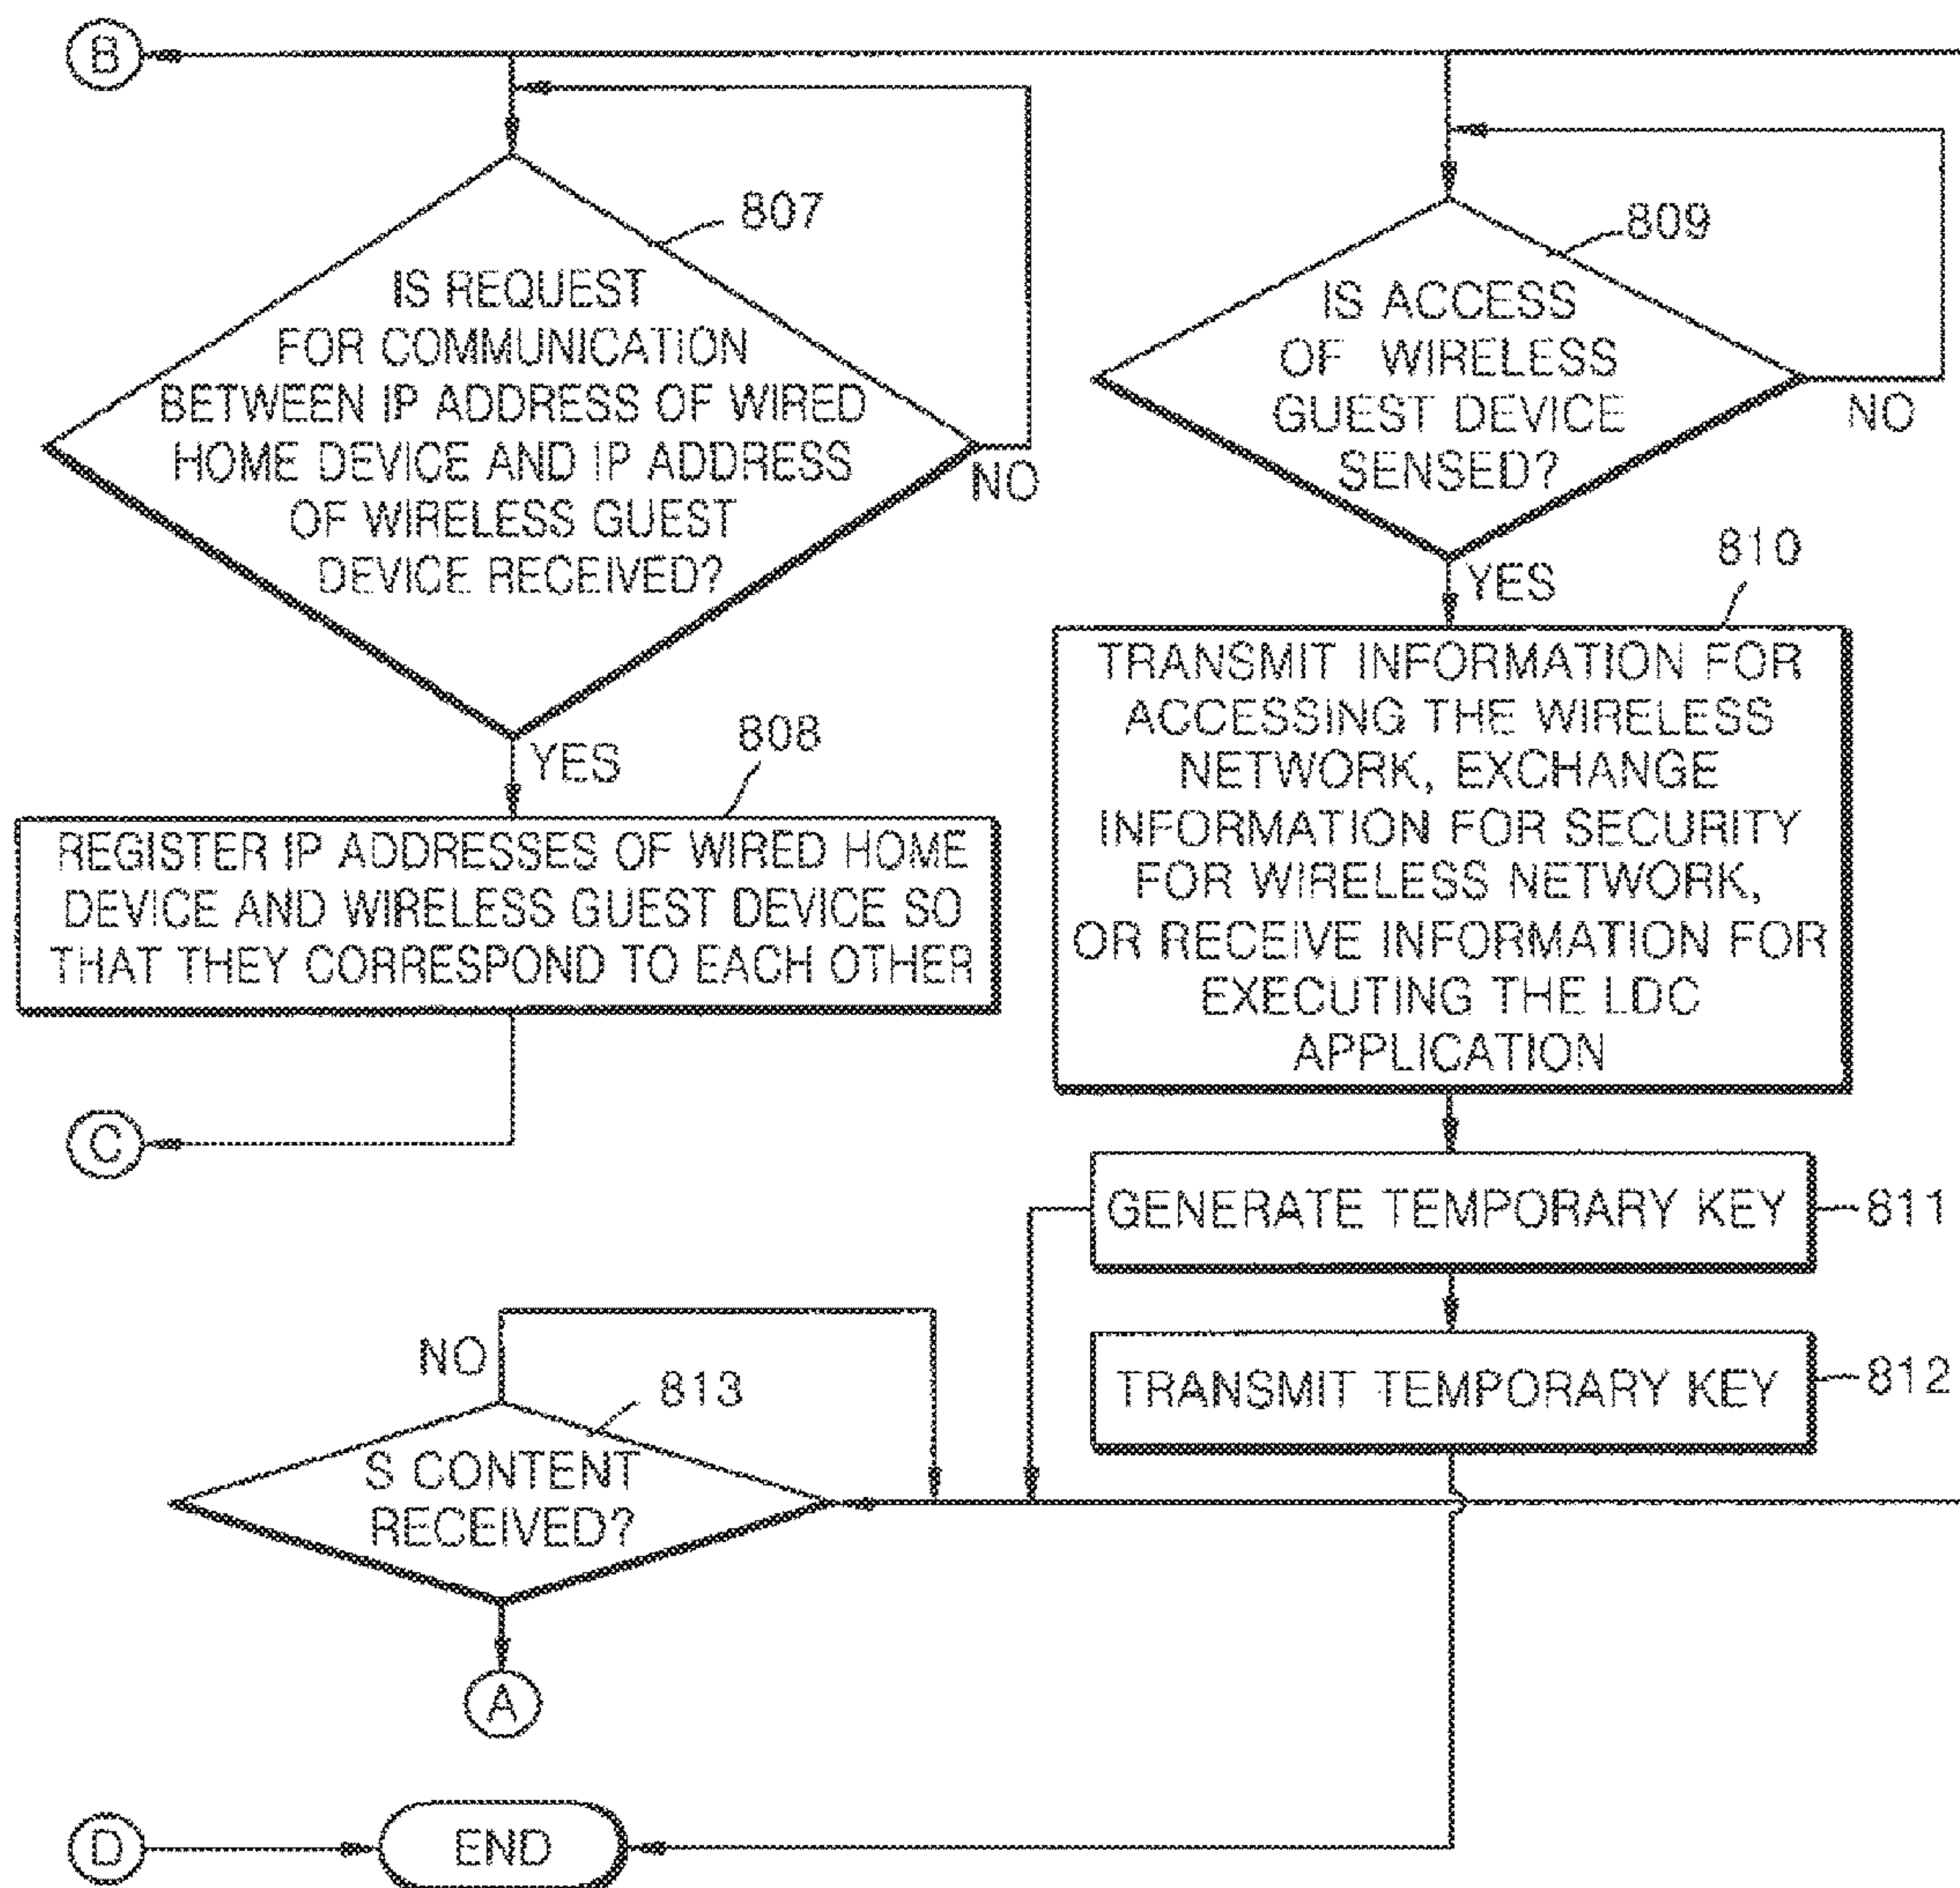 B
807
IS REQUEST
FOR COMMUNICATION
BETWEEN IP ADDRESS OF WIRED
HOME DEVICE AND IP ADDRESS
OF WIRELESS GUEST
DEVICE RECEIVED?
NO
YES
808
REGISTER IP ADDRESSES OF WIRED HOME
DEVICE AND WIRELESS GUEST DEVICE SO
THAT THEY CORRESPOND TO EACH OTHER
C
809
IS ACCESS
OF WIRELESS
GUEST DEVICE
SENSED?
NO
YES
810
TRANSMIT INFORMATION FOR
ACCESSING THE WIRELESS
NETWORK, EXCHANGE
INFORMATION FOR SECURITY
FOR WIRELESS NETWORK,
OR RECEIVE INFORMATION FOR
EXECUTING THE LDC
APPLICATION
GENERATE TEMPORARY KEY
811
TRANSMIT TEMPORARY KEY
812
NO
813
S CONTENT
RECEIVED?
A
D
END